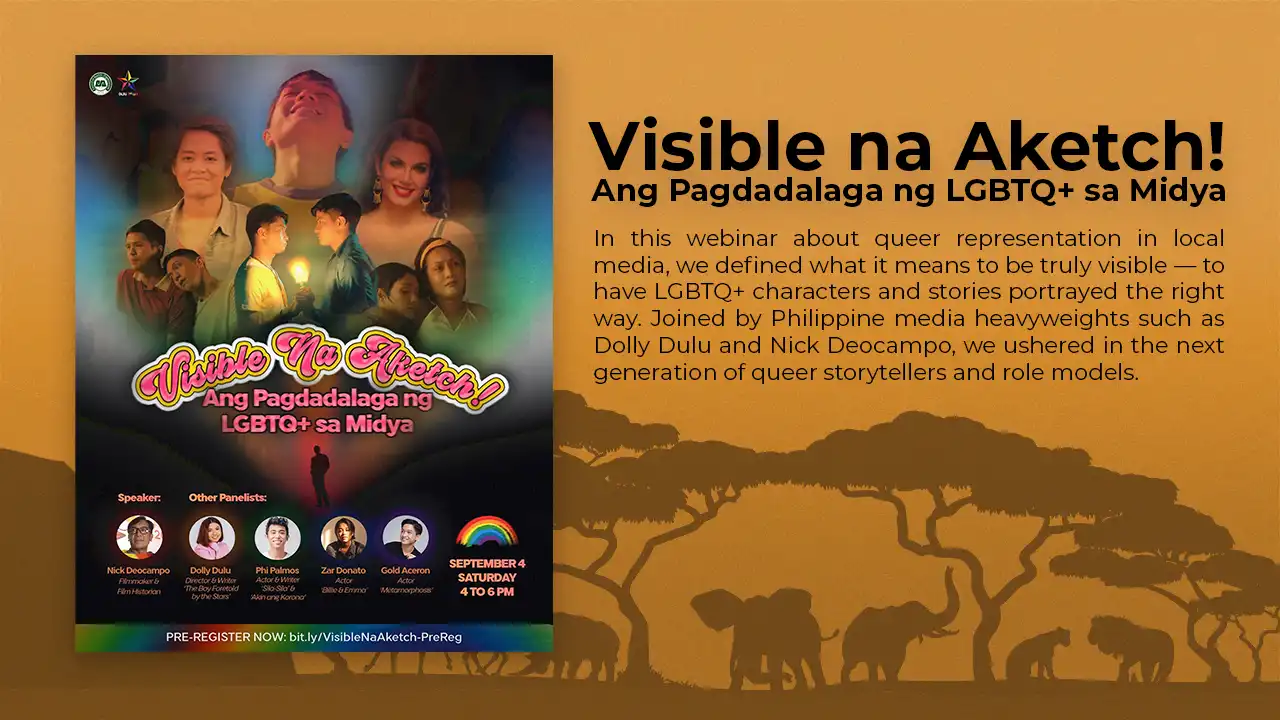 Visible Na Aketch!
Ang Pagdadalaga ng
LGBTQ+ sa Midya
Speaker:
Other Panelists:
Nick Deocampo
Filmmaker &
Film Historian
Dolly Dulu
Director & Writer
'The Boy Foretold
by the Stars'
Phi Palmos
Actor & Writer
'Sila-Sila' &
'Akin ang Korona'
Zar Donato
Actor
'Billie & Emma'
Gold Aceron
Actor
'Metamorphosis'
SEPTEMBER 4
SATURDAY
4 TO 6 PM
PRE-REGISTER NOW: bit.ly/VisibleNaAketch-PreReg
Visible na Aketch!
Ang Pagdadalaga ng LGBTQ+ sa Midya
In this webinar about queer representation in local
media, we defined what it means to be truly visible — to
have LGBTQ+ characters and stories portrayed the right
way. Joined by Philippine media heavyweights such as
Dolly Dulu and Nick Deocampo, we ushered in the next
generation of queer storytellers and role models.